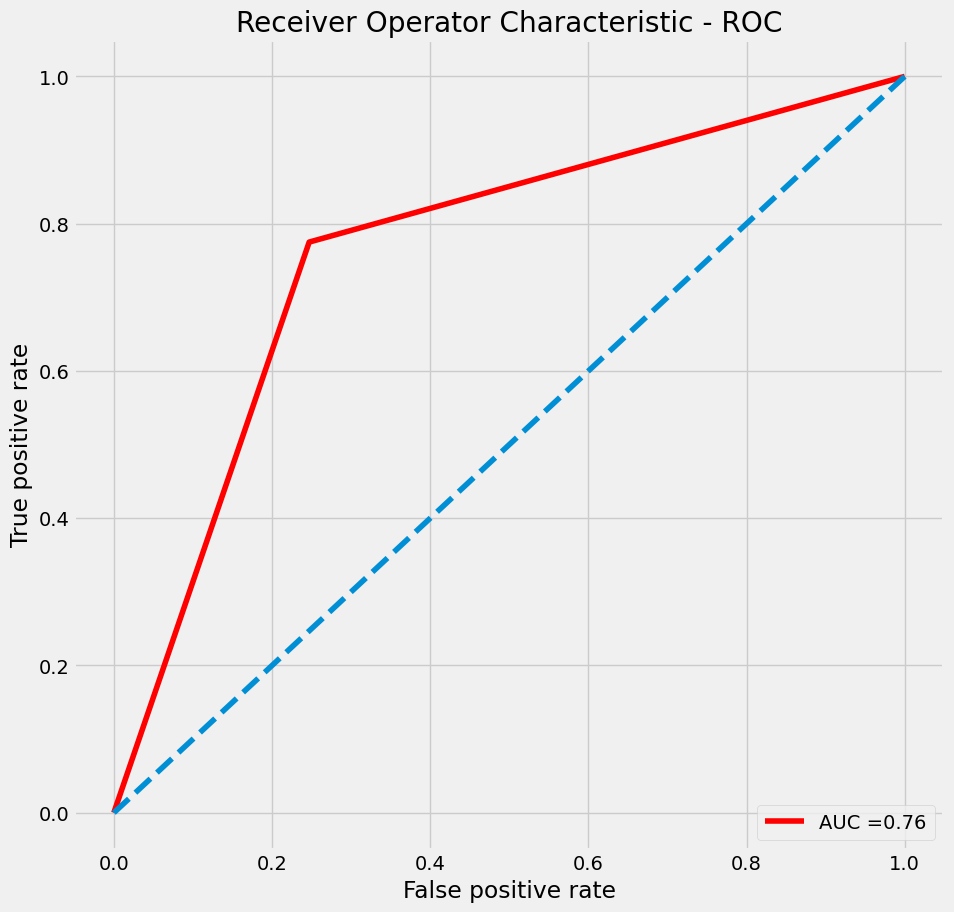 Receiver Operator Characteristic - ROC
1.0
0.8
0.6
0.4
0.2
0.0
True positive rate
AUC =0.76
0.0 0.2 0.4 0.6 0.8 1.0
False positive rate